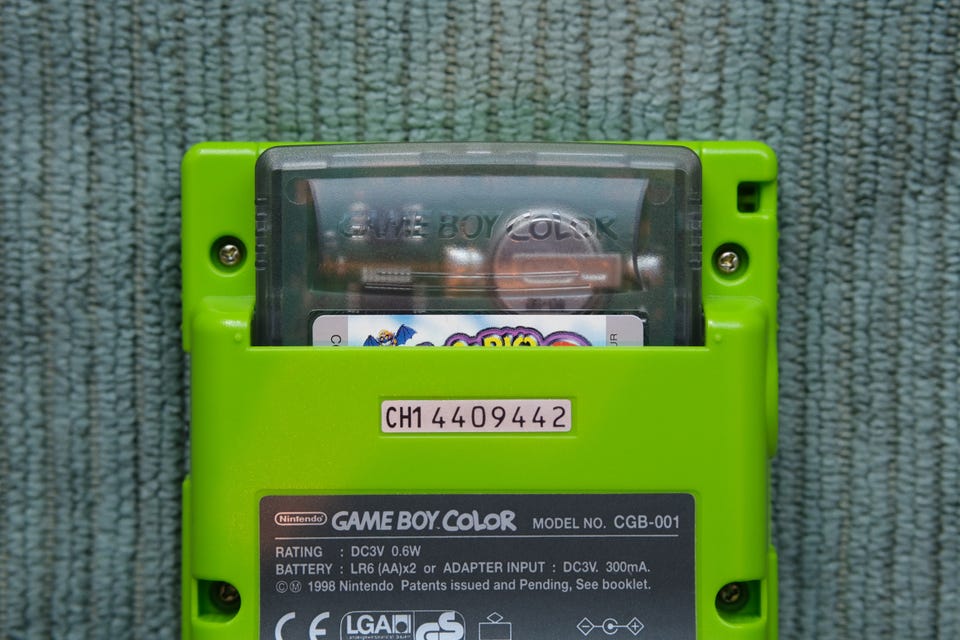 GAME BOY COLOR
CH14409442
Nintendo GAME BOY COLOR MODEL NO. CGB-001
RATING : DC3V 0.6W
BATTERY : LR6 (AA)x2 or ADAPTER INPUT : DC3V. 300mA.
©Ⓜ 1998 Nintendo Patents issued and Pending, See booklet.
CE LGAI GS